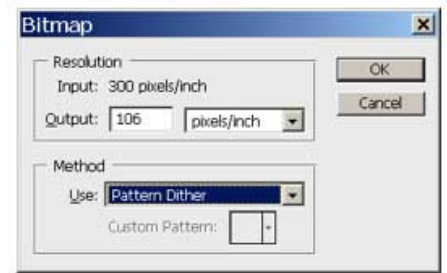 Bitmap
Resolution
Input: 300 pixels/inch
Output: 106 pixels/inch
Method
Use: Pattern Dither
Custom Pattern:
OK
Cancel